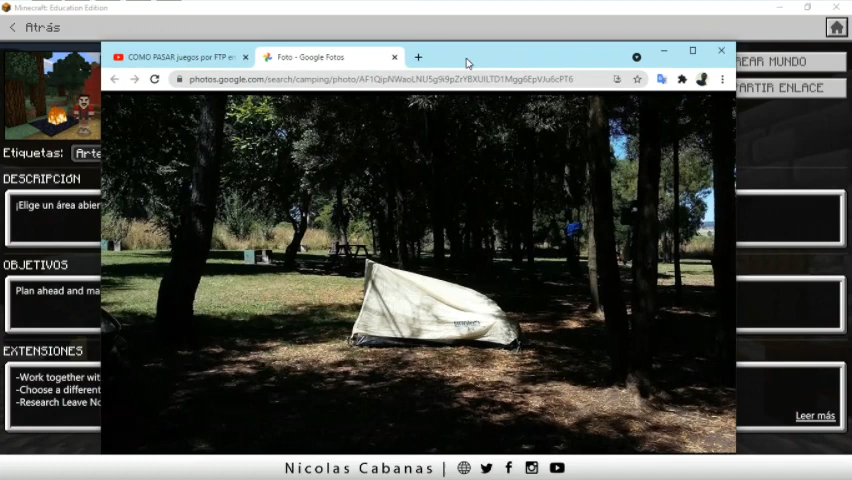 Minecraft: Education Edition
Atrás
COMO PASAR juegos por FTP en
Foto - Google Fotos
photos.google.com/search/camping/photo/
REAR MUNDO
ARTIR ENLACE
Etiquetas: Arte
DESCRIPCIÓN
¡Elige un área abier
OBJETIVOS
Plan ahead and ma
EXTENSIONES
-Work together wit
-Choose a different
-Research Leave No
Leer más
Nicolas Cabanas |